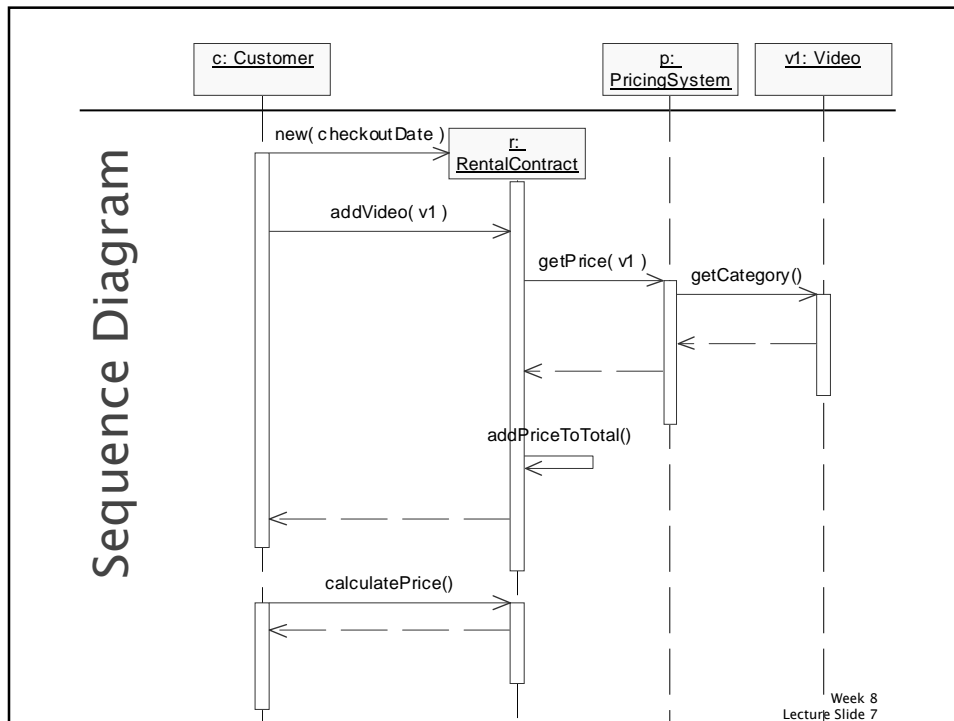 c: Customer
p:
PricingSystem
v1: Video
Sequence Diagram
new( checkoutDate )
r:
RentalContract
addVideo( v1 )
getPrice( v1 )
getCategory()
addPriceToTotal()
calculatePrice()
Week 8
Lecture Slide 7